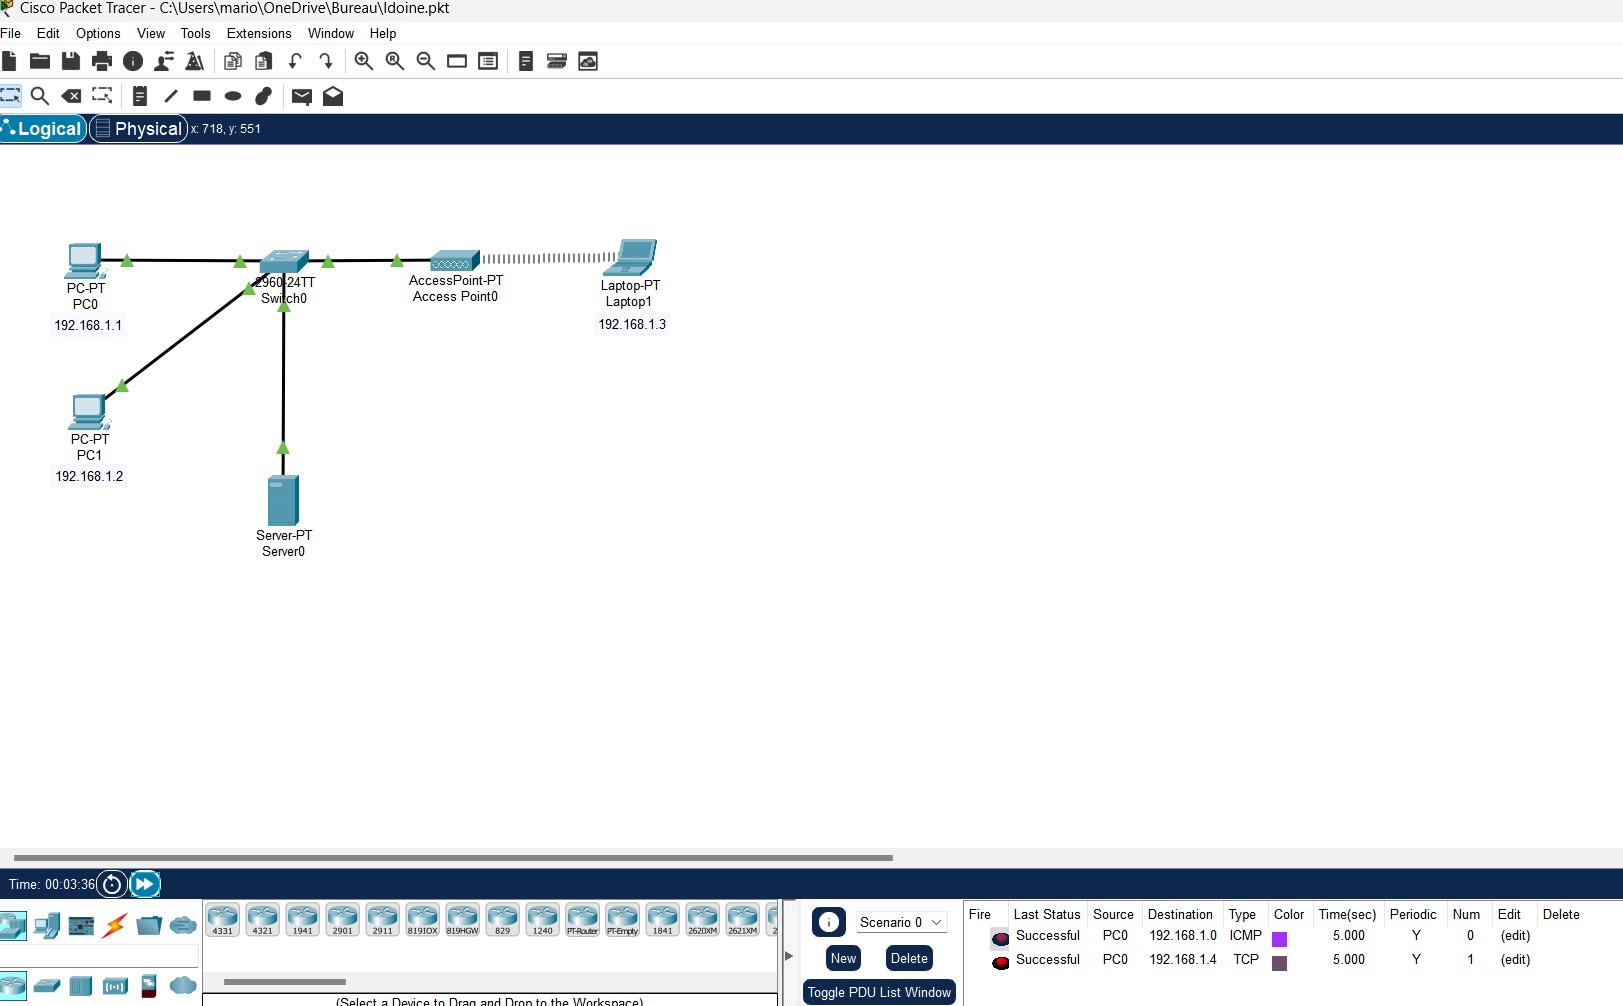 Cisco Packet Tracer - C:\Users\mario\OneDrive\Bureau\Idoine.pkt
File Edit Options View Tools Extensions Window Help
Logical Physical x: 718, y: 551
PC-PT
PC0
192.168.1.1
2960-24TT
Switch0
AccessPoint-PT
Access Point0
Laptop-PT
Laptop1
192.168.1.3
PC-PT
PC1
192.168.1.2
Server-PT
Server0
Time: 00:03:36
4331 4321 1941 2901 2911 819IOX 819HGW 829 1240 PT-Router PT-Empty 1841 2620XM 2621XM 2
(Select a Device to Drag and Drop to the Workspace)
Scenario 0
New Delete
Toggle PDU List Window
Fire Last Status Source Destination Type Color Time(sec) Periodic Num Edit Delete
Successful PC0 192.168.1.0 ICMP 5.000 Y 0 (edit)
Successful PC0 192.168.1.4 TCP 5.000 Y 1 (edit)